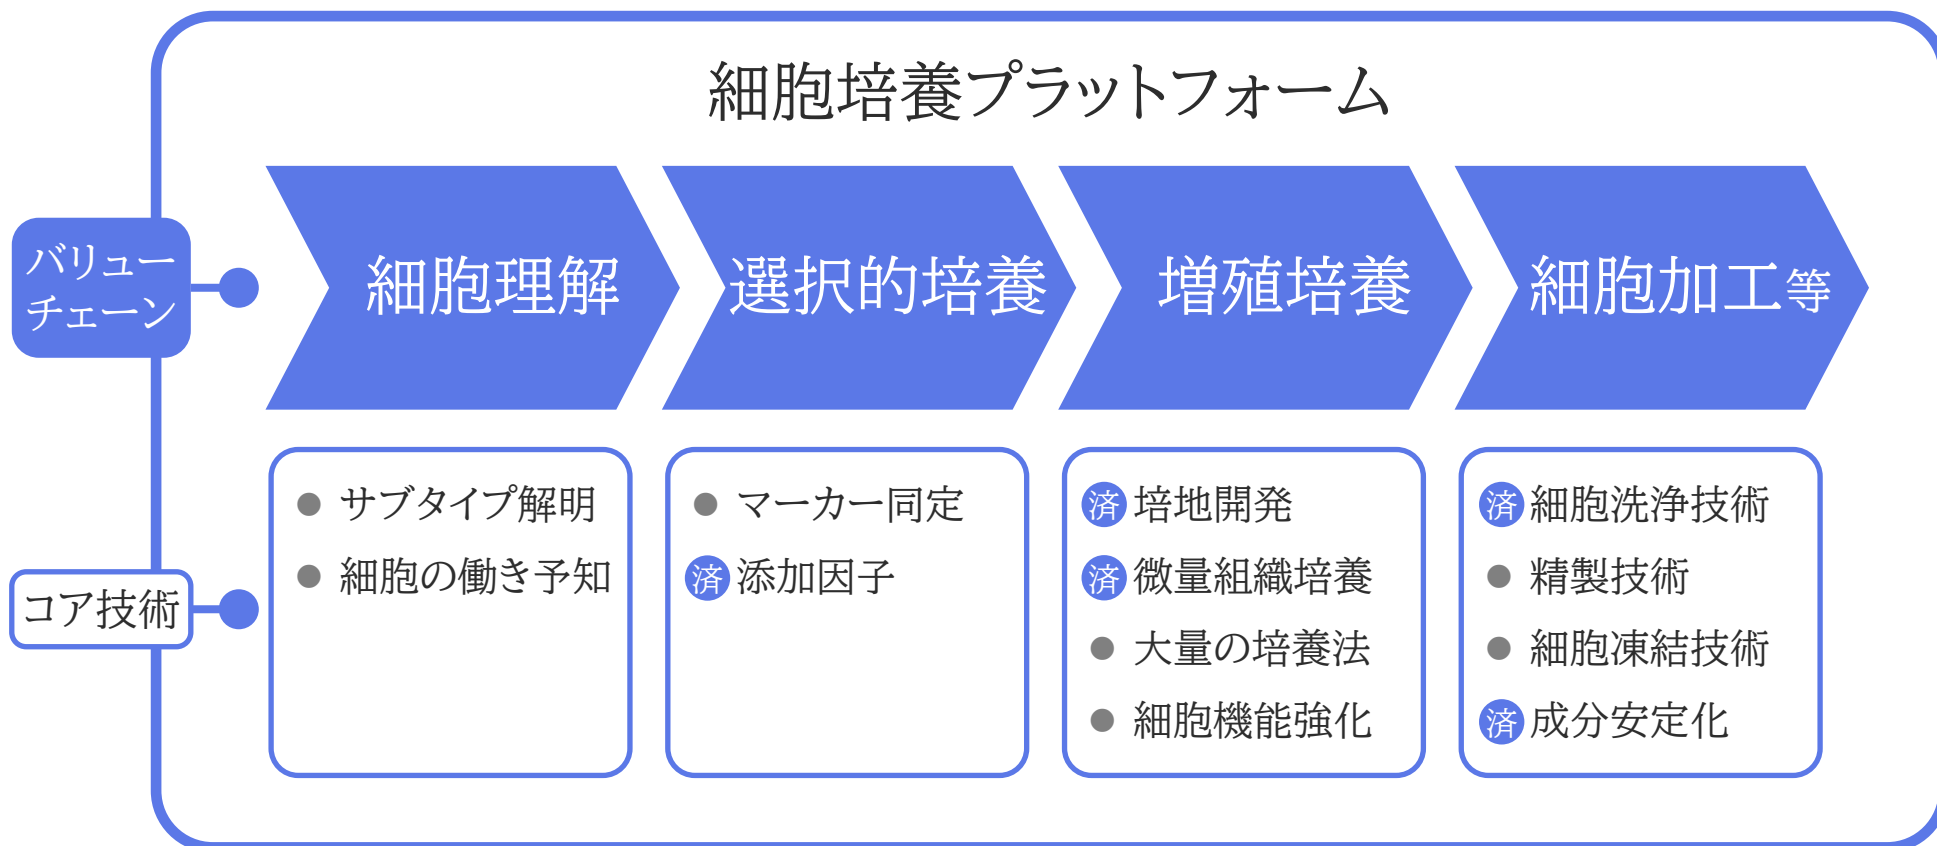 細胞培養プラットフォーム
バリュー
チェーン
細胞理解
選択的培養
増殖培養
細胞加工等
コア技術
サブタイプ解明
細胞の働き予知
マーカー同定
済 添加因子
済 培地開発
済 微量組織培養
大量の培養法
細胞機能強化
済 細胞洗浄技術
精製技術
細胞凍結技術
済 成分安定化